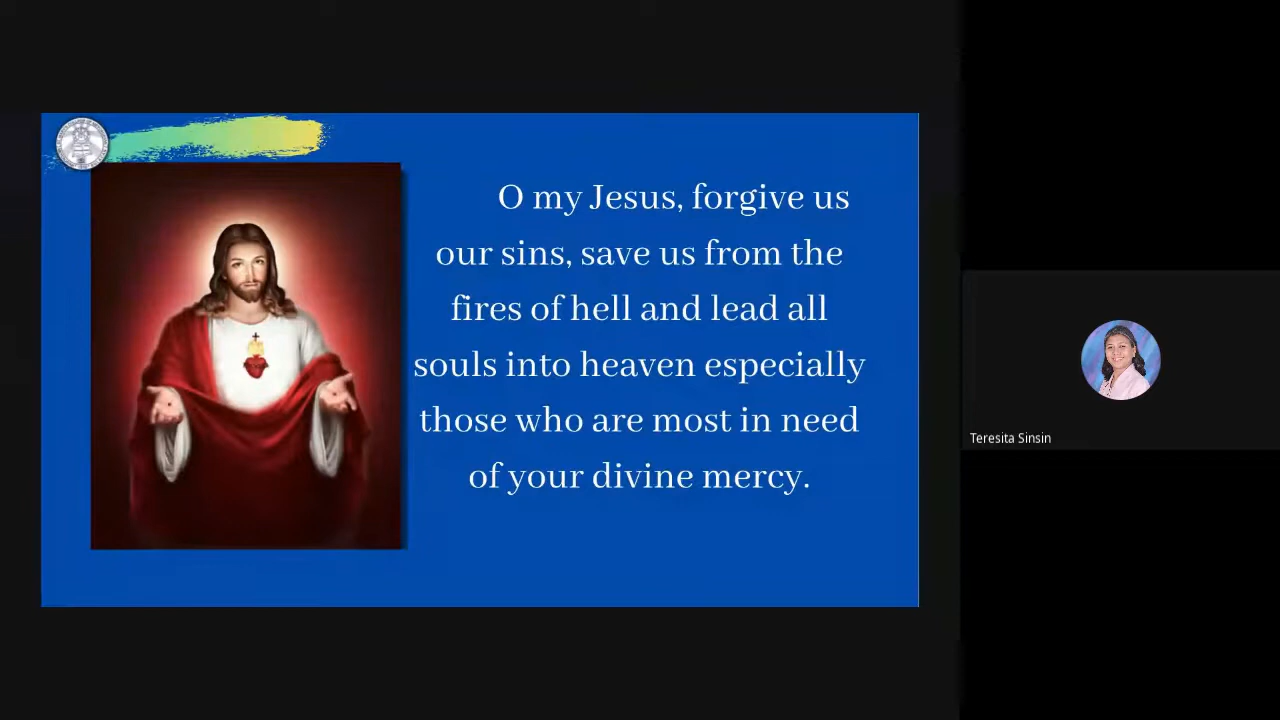 O my Jesus, forgive us
our sins, save us from the
fires of hell and lead all
souls into heaven especially
those who are most in need
of your divine mercy.
Teresita Sinsin